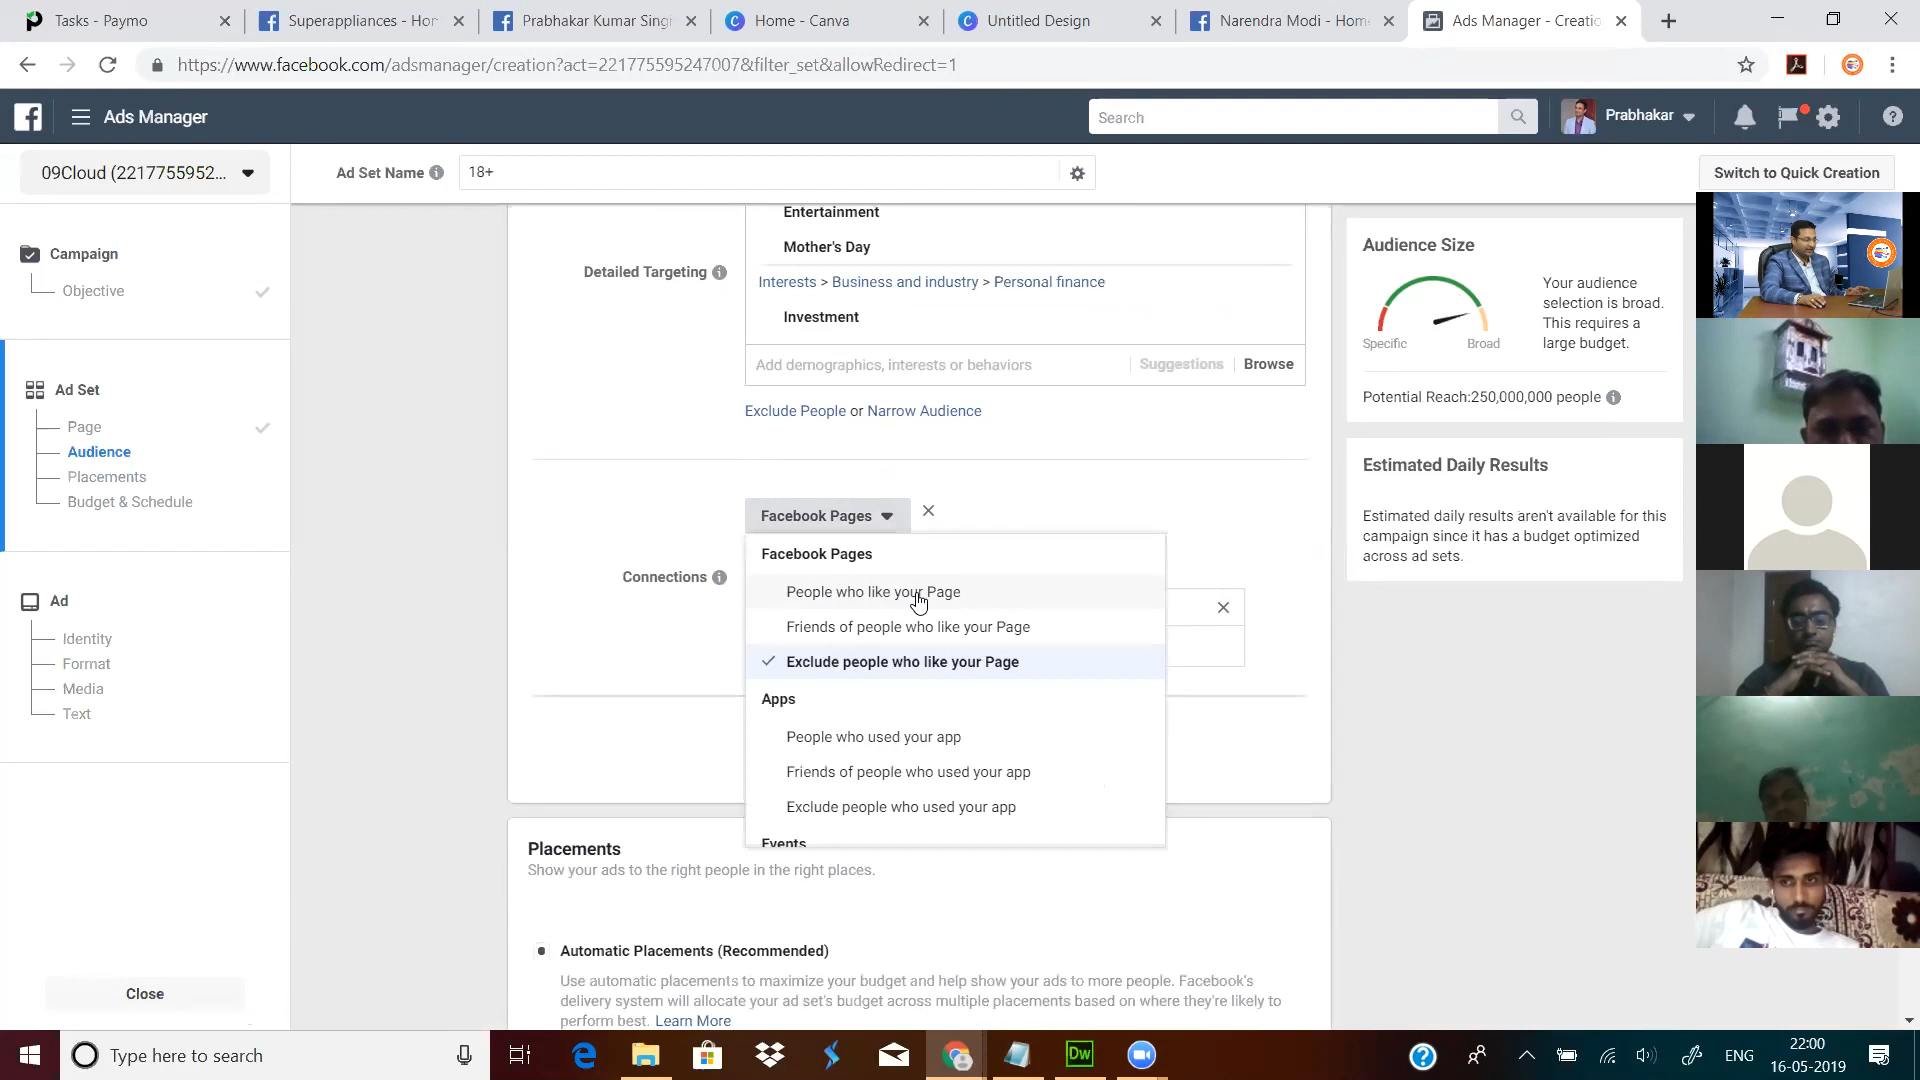 Tasks - Paymo
Superappliances - Hor
Prabhakar Kumar Sing
Home - Canva
Untitled Design
Narendra Modi - Hom
Ads Manager - Creatio
https://www.facebook.com/adsmanager/creation?act=221775595247007&filter_set&allowRedirect=1
Ads Manager
Search
Prabhakar
09Cloud (2217755952...
Ad Set Name
18+
Switch to Quick Creation
Campaign
Objective
Ad Set
Page
Audience
Placements
Budget & Schedule
Ad
Identity
Format
Media
Text
Close
Entertainment
Mother's Day
Detailed Targeting
Interests > Business and industry > Personal finance
Investment
Add demographics, interests or behaviors
Suggestions
Browse
Exclude People or Narrow Audience
Connections
Facebook Pages
Facebook Pages
People who like your Page
Friends of people who like your Page
Exclude people who like your Page
Apps
People who used your app
Friends of people who used your app
Exclude people who used your app
Events
Placements
Show your ads to the right people in the right places.
Automatic Placements (Recommended)
Use automatic placements to maximize your budget and help show your ads to more people. Facebook's
delivery system will allocate your ad set's budget across multiple placements based on where they're likely to
perform best. Learn More
Audience Size
Specific
Broad
Your audience
selection is broad.
This requires a
large budget.
Potential Reach:250,000,000 people
Estimated Daily Results
Estimated daily results aren't available for this
campaign since it has a budget optimized
across ad sets.
Type here to search
Dw
ENG
22:00
16-05-2019